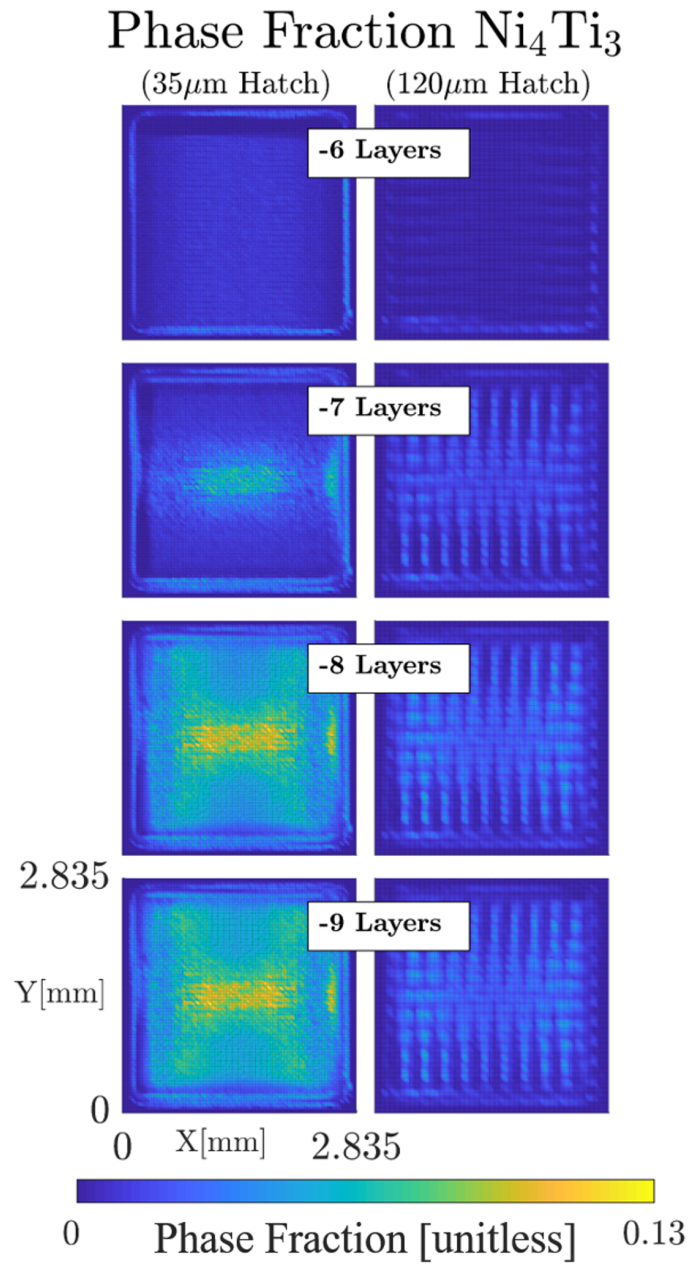 Phase Fraction Ni₄Ti₃
(35μm Hatch) (120μm Hatch)
-6 Layers
-7 Layers
-8 Layers
2.835
-9 Layers
Y[mm]
0
0 X[mm] 2.835
0 Phase Fraction [unitless] 0.13